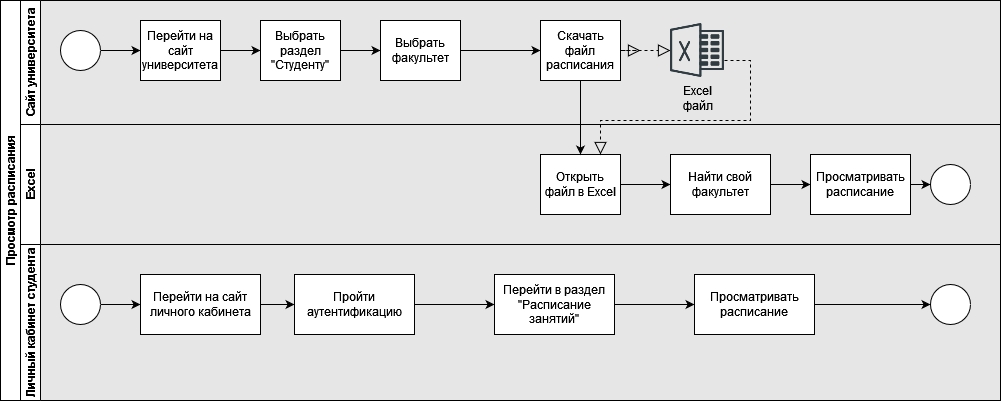 Просмотр расписания
Сайт университета
Перейти на
сайт
университета
Выбрать
раздел
"Студенту"
Выбрать
факультет
Скачать
файл
расписания
X
Excel
файл
Excel
Открыть
файл в Excel
Найти свой
факультет
Просматривать
расписание
Личный кабинет студента
Перейти на сайт
личного кабинета
Пройти
аутентификацию
Перейти в раздел
"Расписание
занятий"
Просматривать
расписание